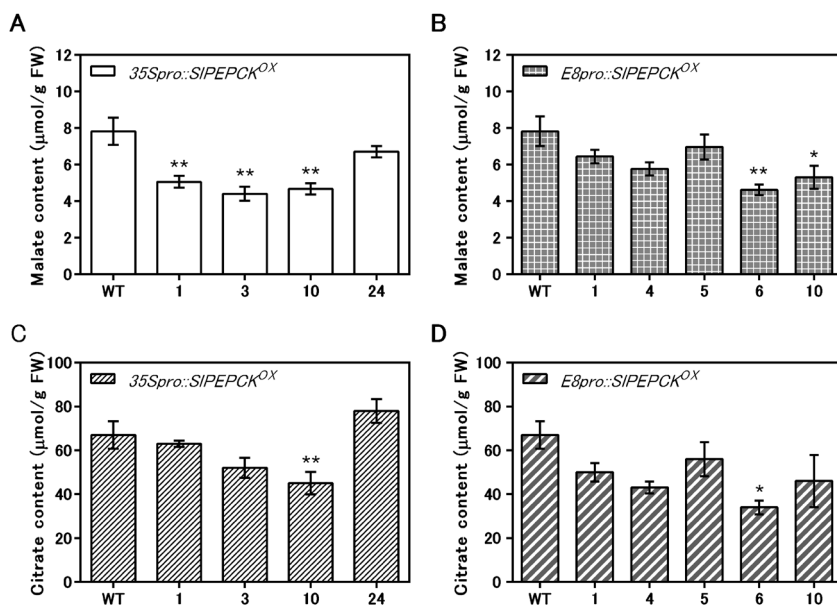 A
Malate content (µmol/g FW)
12
10
8
6
4
2
0
35Spro::SlPEPCK^OX
**
**
**
WT 1 3 10 24
B
Malate content (µmol/g FW)
12
10
8
6
4
2
0
E8pro::SlPEPCK^OX
**
*
WT 1 4 5 6 10
C
Citrate content (µmol/g FW)
100
80
60
40
20
0
35Spro::SlPEPCK^OX
**
WT 1 3 10 24
D
Citrate content (µmol/g FW)
100
80
60
40
20
0
E8pro::SlPEPCK^OX
*
WT 1 4 5 6 10